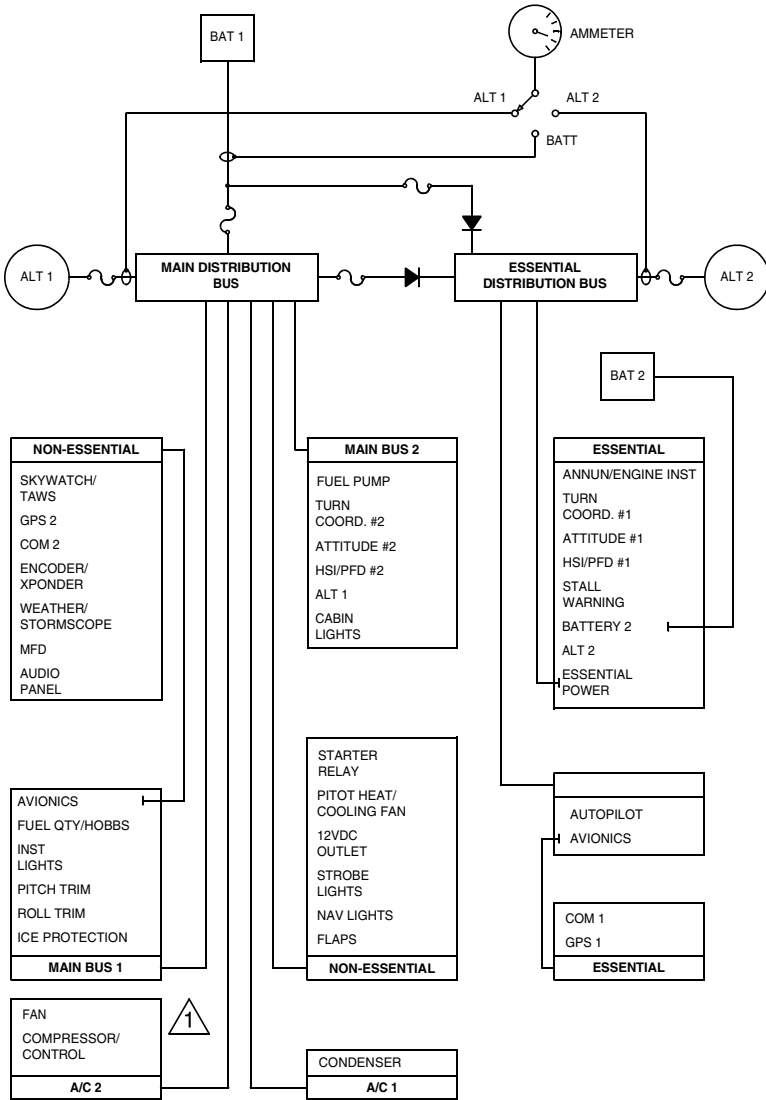 BAT 1
AMMETER
ALT 1
ALT 2
BATT
ALT 1
MAIN DISTRIBUTION
BUS
ESSENTIAL
DISTRIBUTION BUS
ALT 2
BAT 2
NON-ESSENTIAL
SKYWATCH/
TAWS
GPS 2
COM 2
ENCODER/
XPONDER
WEATHER/
STORMSCOPE
MFD
AUDIO
PANEL
MAIN BUS 2
FUEL PUMP
TURN
COORD. #2
ATTITUDE #2
HSI/PFD #2
ALT 1
CABIN
LIGHTS
ESSENTIAL
ANNUN/ENGINE INST
TURN
COORD. #1
ATTITUDE #1
HSI/PFD #1
STALL
WARNING
BATTERY 2
ALT 2
ESSENTIAL
POWER
AVIONICS
FUEL QTY/HOBBS
INST
LIGHTS
PITCH TRIM
ROLL TRIM
ICE PROTECTION
MAIN BUS 1
STARTER
RELAY
PITOT HEAT/
COOLING FAN
12VDC
OUTLET
STROBE
LIGHTS
NAV LIGHTS
FLAPS
NON-ESSENTIAL
AUTOPILOT
AVIONICS
COM 1
GPS 1
ESSENTIAL
FAN
COMPRESSOR/
CONTROL
A/C 2
1
CONDENSER
A/C 1